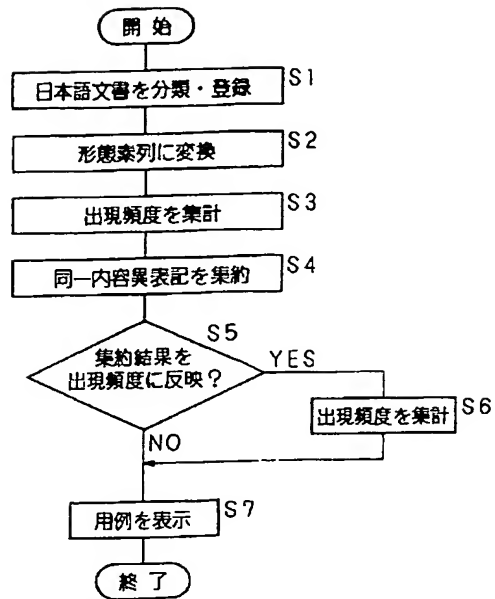 開始
日本語文書を分類・登録 S1
形態素列に変換 S2
出現頻度を集計 S3
同一内容異表記を集約 S4
S5
集約結果を
出現頻度に反映？
YES
出現頻度を集計 S6
NO
用例を表示 S7
終了